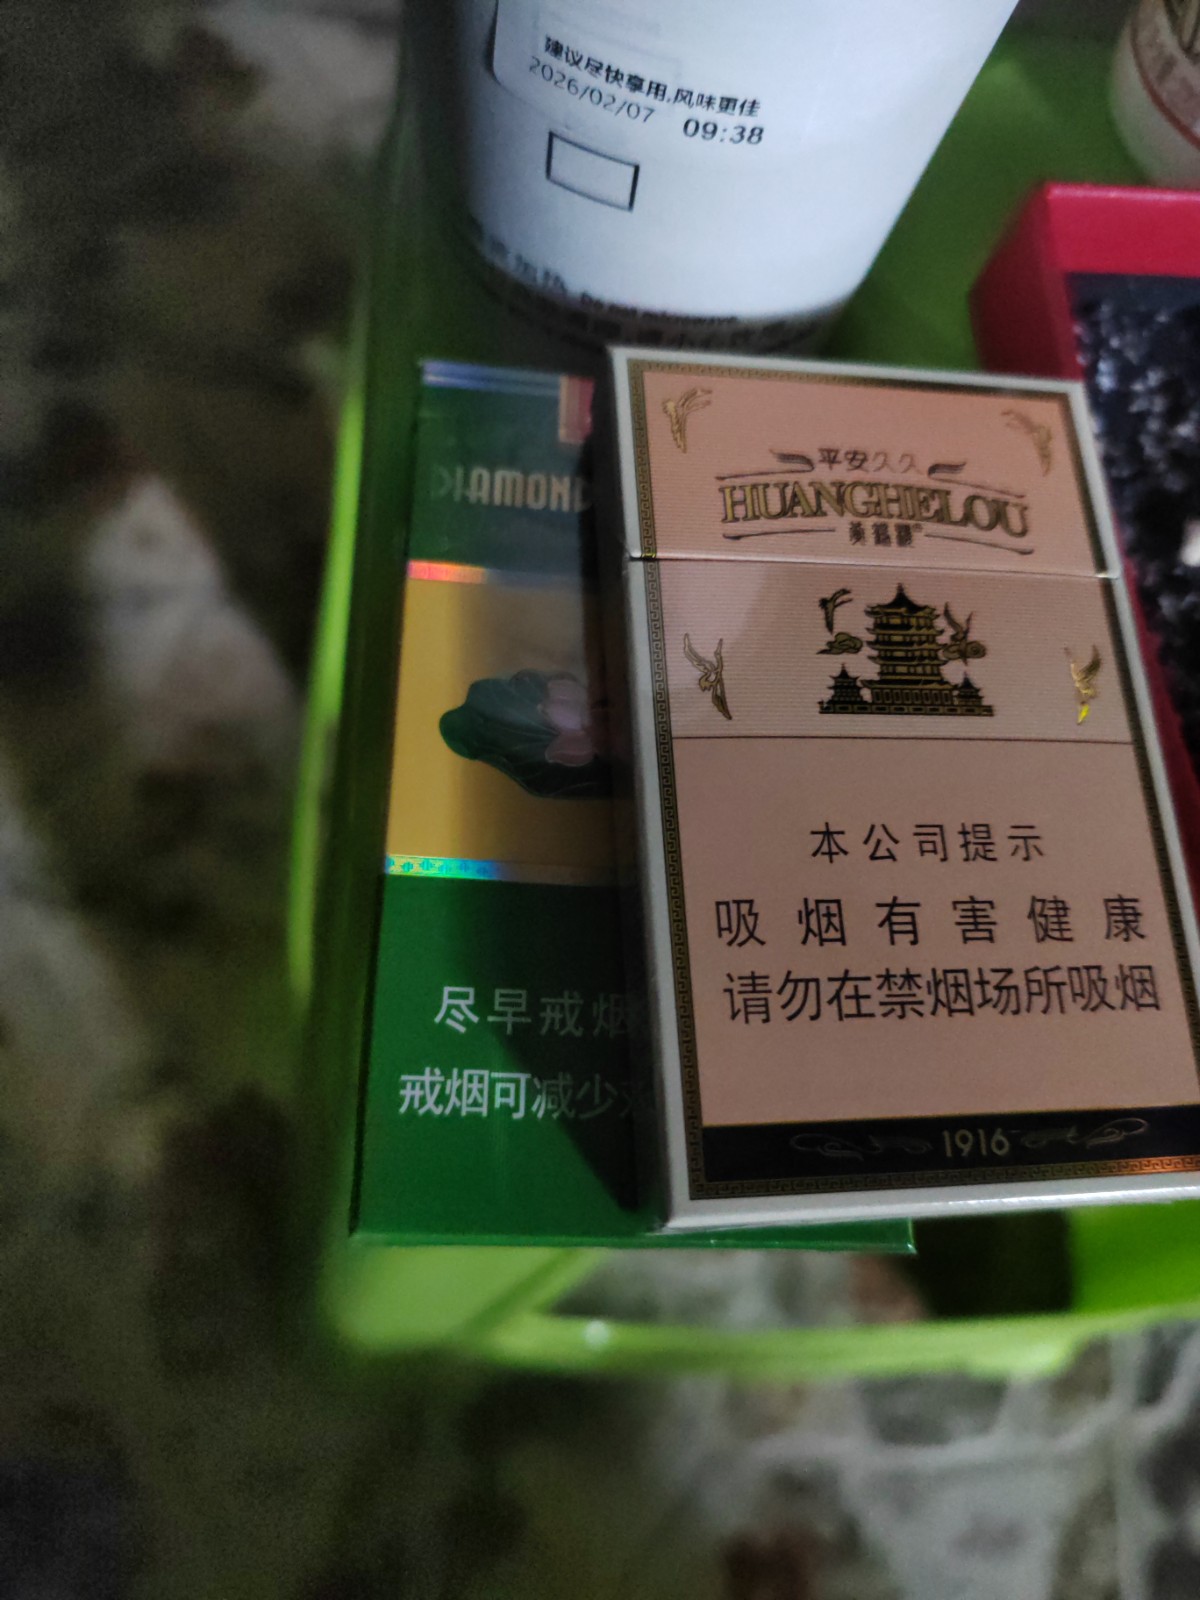 建议尽快享用,风味更佳
2026/02/07 09:38
DIAMOND
尽早戒烟
戒烟可减少
平安久久
HUANGHELOU
黄鹤楼
本公司提示
吸烟有害健康
请勿在禁烟场所吸烟
1916